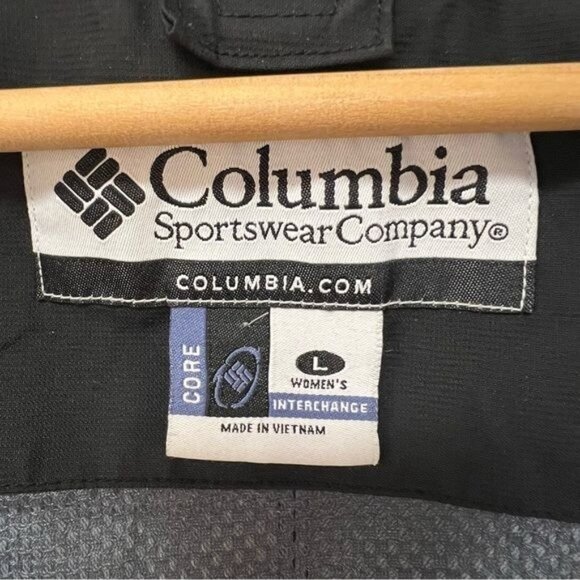 Columbia
Sportswear Company®
COLUMBIA.COM
CORE
L
WOMEN'S
INTERCHANGE
MADE IN VIETNAM